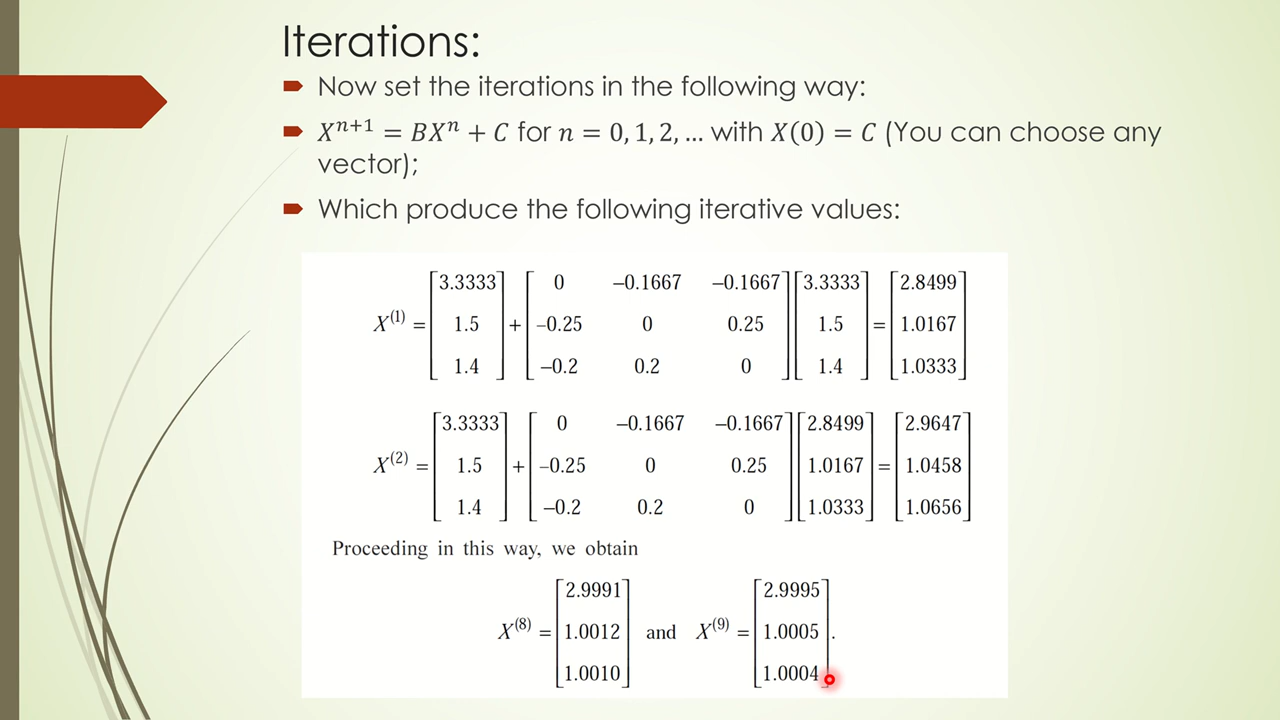 Iterations:
Now set the iterations in the following way:
X^{n+1} = BX^n + C for n = 0, 1, 2, … with X(0) = C (You can choose any
vector);
Which produce the following iterative values:
X^{(1)} = [3.3333 1.5 1.4] + [0 –0.1667 –0.1667; –0.25 0 0.25; –0.2 0.2 0] [3.3333 1.5 1.4] = [2.8499 1.0167 1.0333]
X^{(2)} = [3.3333 1.5 1.4] + [0 –0.1667 –0.1667; –0.25 0 0.25; –0.2 0.2 0] [2.8499 1.0167 1.0333] = [2.9647 1.0458 1.0656]
Proceeding in this way, we obtain
X^{(8)} = [2.9991 1.0012 1.0010] and X^{(9)} = [2.9995 1.0005 1.0004].